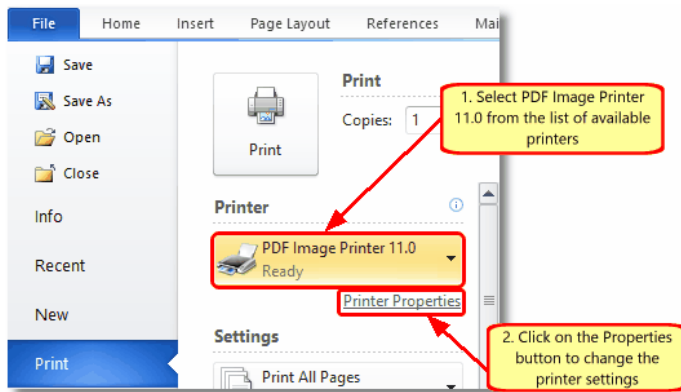 File Home Insert Page Layout References Mai
Save
Save As
Open
Close
Info
Recent
New
Print
Print
Print
Copies: 1
Printer
PDF Image Printer 11.0
Ready
Printer Properties
Settings
Print All Pages
1. Select PDF Image Printer
11.0 from the list of available
printers
2. Click on the Properties
button to change the
printer settings